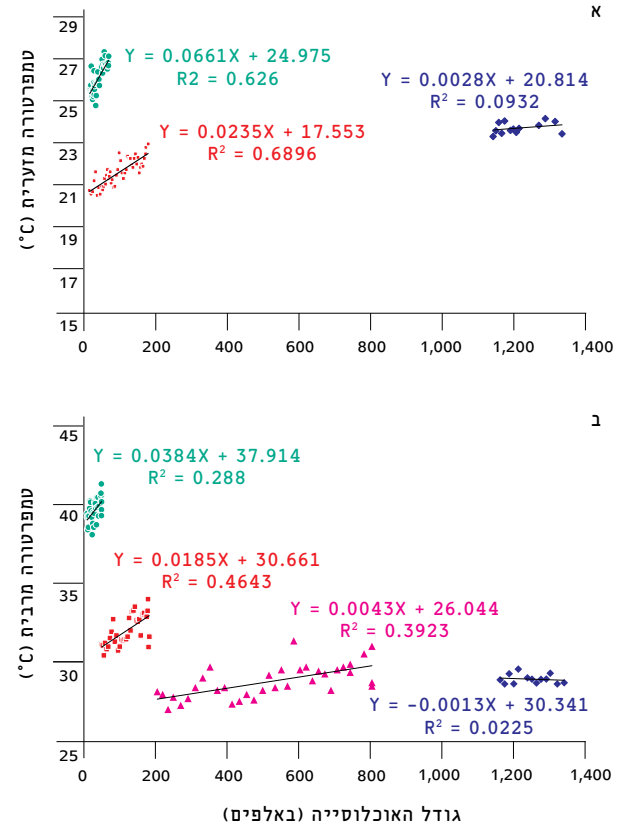 א
טמפרטורה מזערית (°C)
29
27
25
23
21
19
17
15
Y = 0.0661X + 24.975
R2 = 0.626
Y = 0.0028X + 20.814
R² = 0.0932
Y = 0.0235X + 17.553
R² = 0.6896
0 200 400 600 800 1,000 1,200 1,400
ב
טמפרטורה מרבית (°C)
45
40
35
30
25
Y = 0.0384X + 37.914
R² = 0.288
Y = 0.0185X + 30.661
R² = 0.4643
Y = 0.0043X + 26.044
R² = 0.3923
Y = -0.0013X + 30.341
R² = 0.0225
0 200 400 600 800 1,000 1,200 1,400
גודל האוכלוסייה (באלפים)